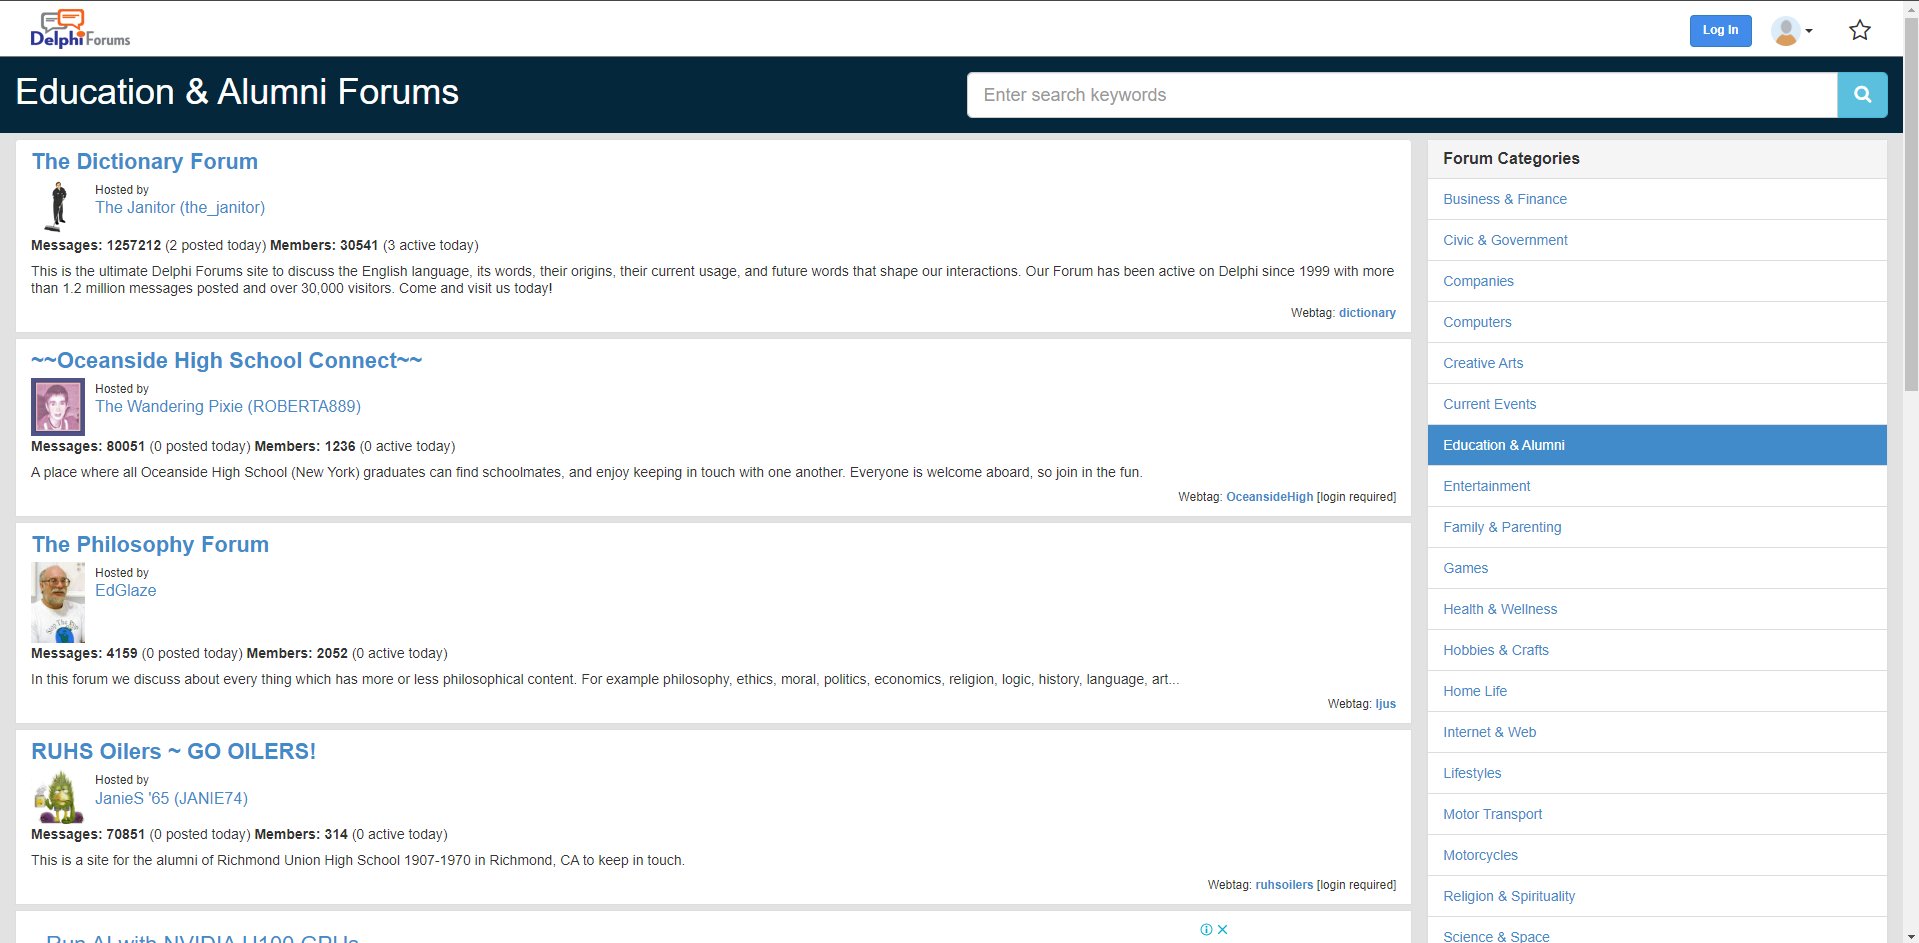 Delphi Forums
Log In
Education & Alumni Forums
Enter search keywords
The Dictionary Forum
Hosted by
The Janitor (the_janitor)
Messages: 1257212 (2 posted today) Members: 30541 (3 active today)
This is the ultimate Delphi Forums site to discuss the English language, its words, their origins, their current usage, and future words that shape our interactions. Our Forum has been active on Delphi since 1999 with more
than 1.2 million messages posted and over 30,000 visitors. Come and visit us today!
Webtag: dictionary
~~Oceanside High School Connect~~
Hosted by
The Wandering Pixie (ROBERTA889)
Messages: 80051 (0 posted today) Members: 1236 (0 active today)
A place where all Oceanside High School (New York) graduates can find schoolmates, and enjoy keeping in touch with one another. Everyone is welcome aboard, so join in the fun.
Webtag: OceansideHigh [login required]
The Philosophy Forum
Hosted by
EdGlaze
Messages: 4159 (0 posted today) Members: 2052 (0 active today)
In this forum we discuss about every thing which has more or less philosophical content. For example philosophy, ethics, moral, politics, economics, religion, logic, history, language, art...
Webtag: ljus
RUHS Oilers ~ GO OILERS!
Hosted by
JanieS '65 (JANIE74)
Messages: 70851 (0 posted today) Members: 314 (0 active today)
This is a site for the alumni of Richmond Union High School 1907-1970 in Richmond, CA to keep in touch.
Webtag: ruhsoilers [login required]
Run AI with NVIDIA H100 GPUs
Forum Categories
Business & Finance
Civic & Government
Companies
Computers
Creative Arts
Current Events
Education & Alumni
Entertainment
Family & Parenting
Games
Health & Wellness
Hobbies & Crafts
Home Life
Internet & Web
Lifestyles
Motor Transport
Motorcycles
Religion & Spirituality
Science & Space